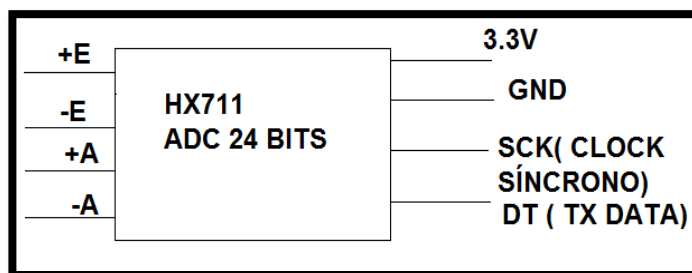 +E
-E
+A
-A
HX711
ADC 24 BITS
3.3V
GND
SCK( CLOCK
SÍNCRONO)
DT ( TX DATA)